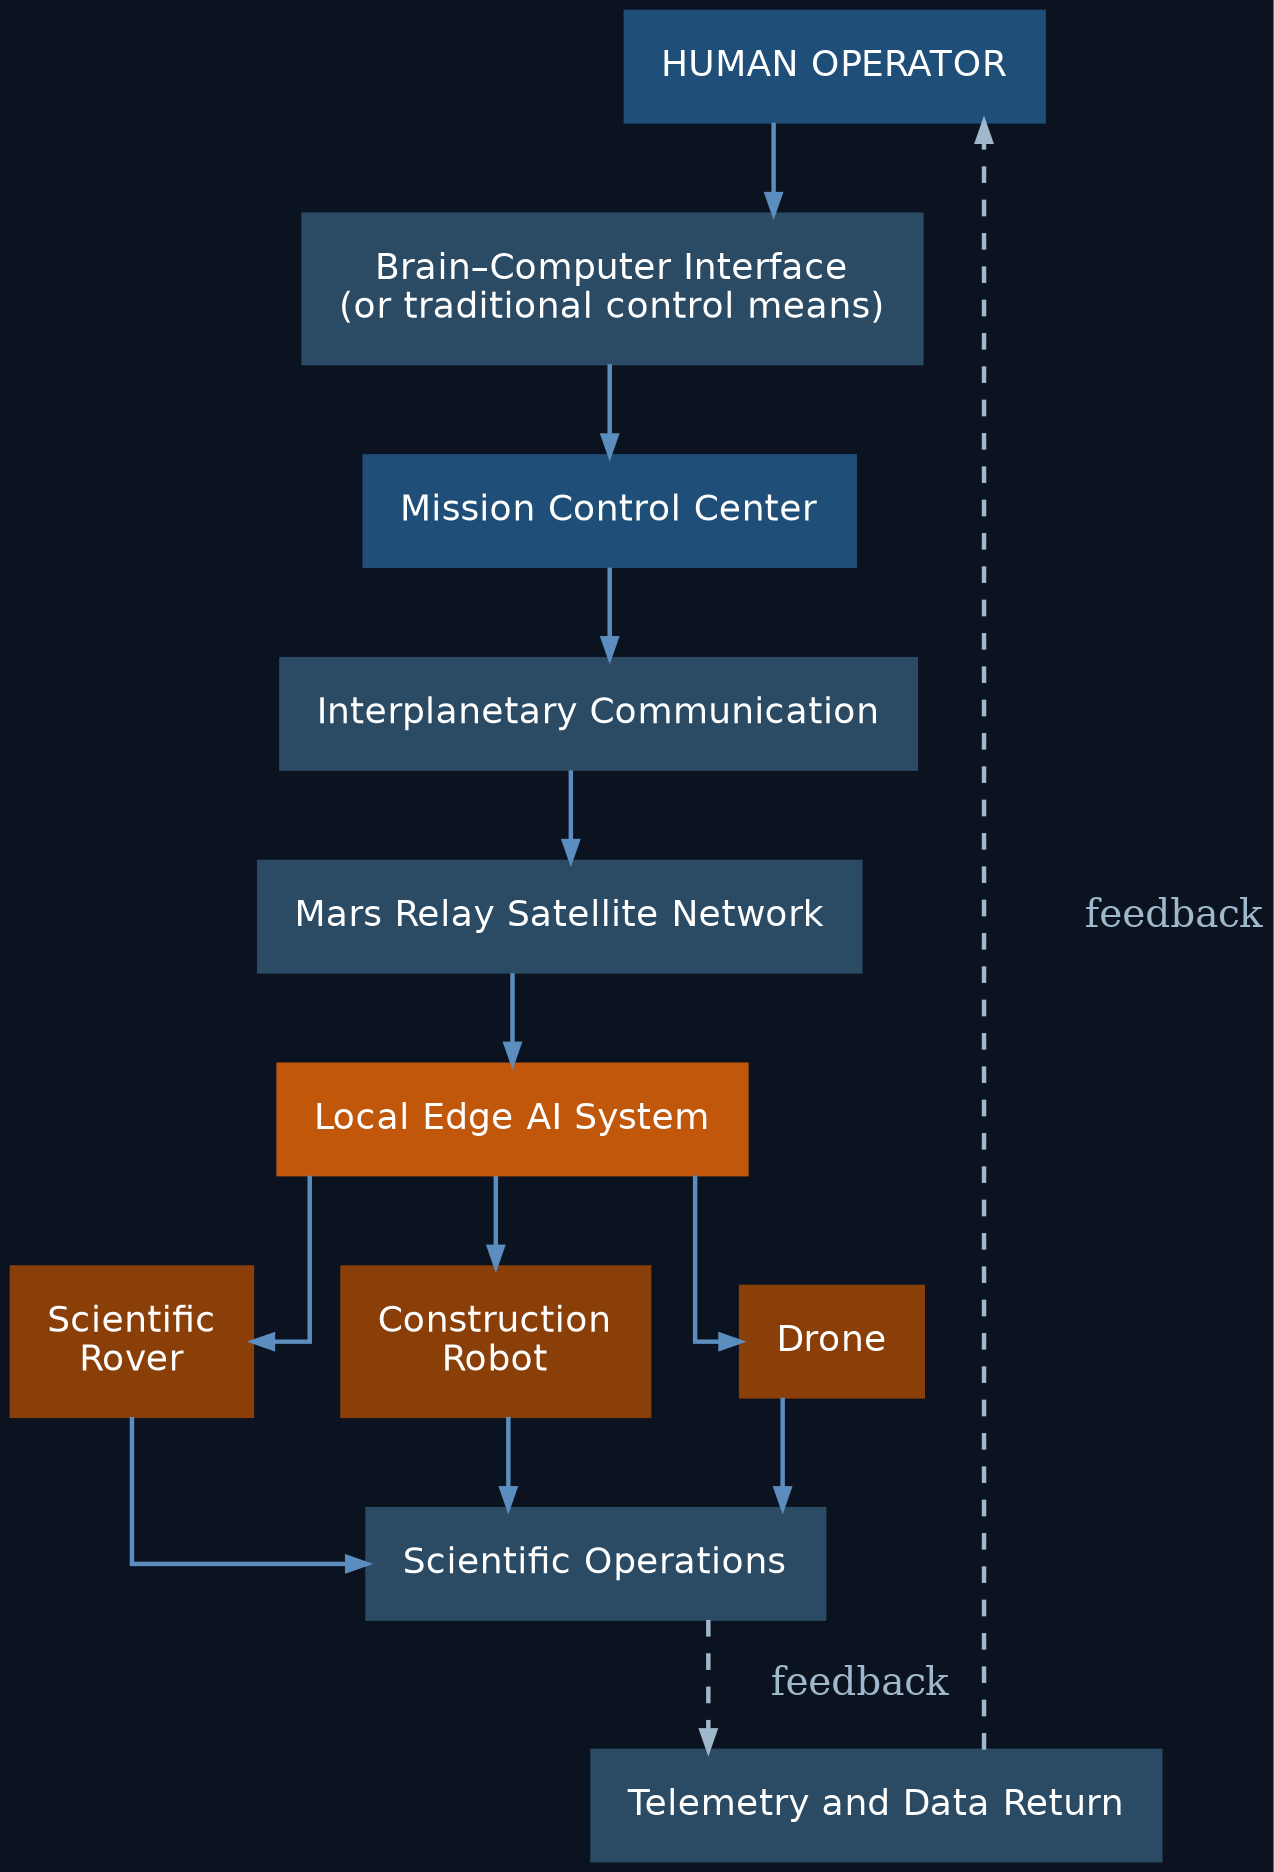 HUMAN OPERATOR
Brain–Computer Interface
(or traditional control means)
Mission Control Center
Interplanetary Communication
Mars Relay Satellite Network
feedback
Local Edge AI System
Scientific
Rover
Construction
Robot
Drone
Scientific Operations
feedback
Telemetry and Data Return